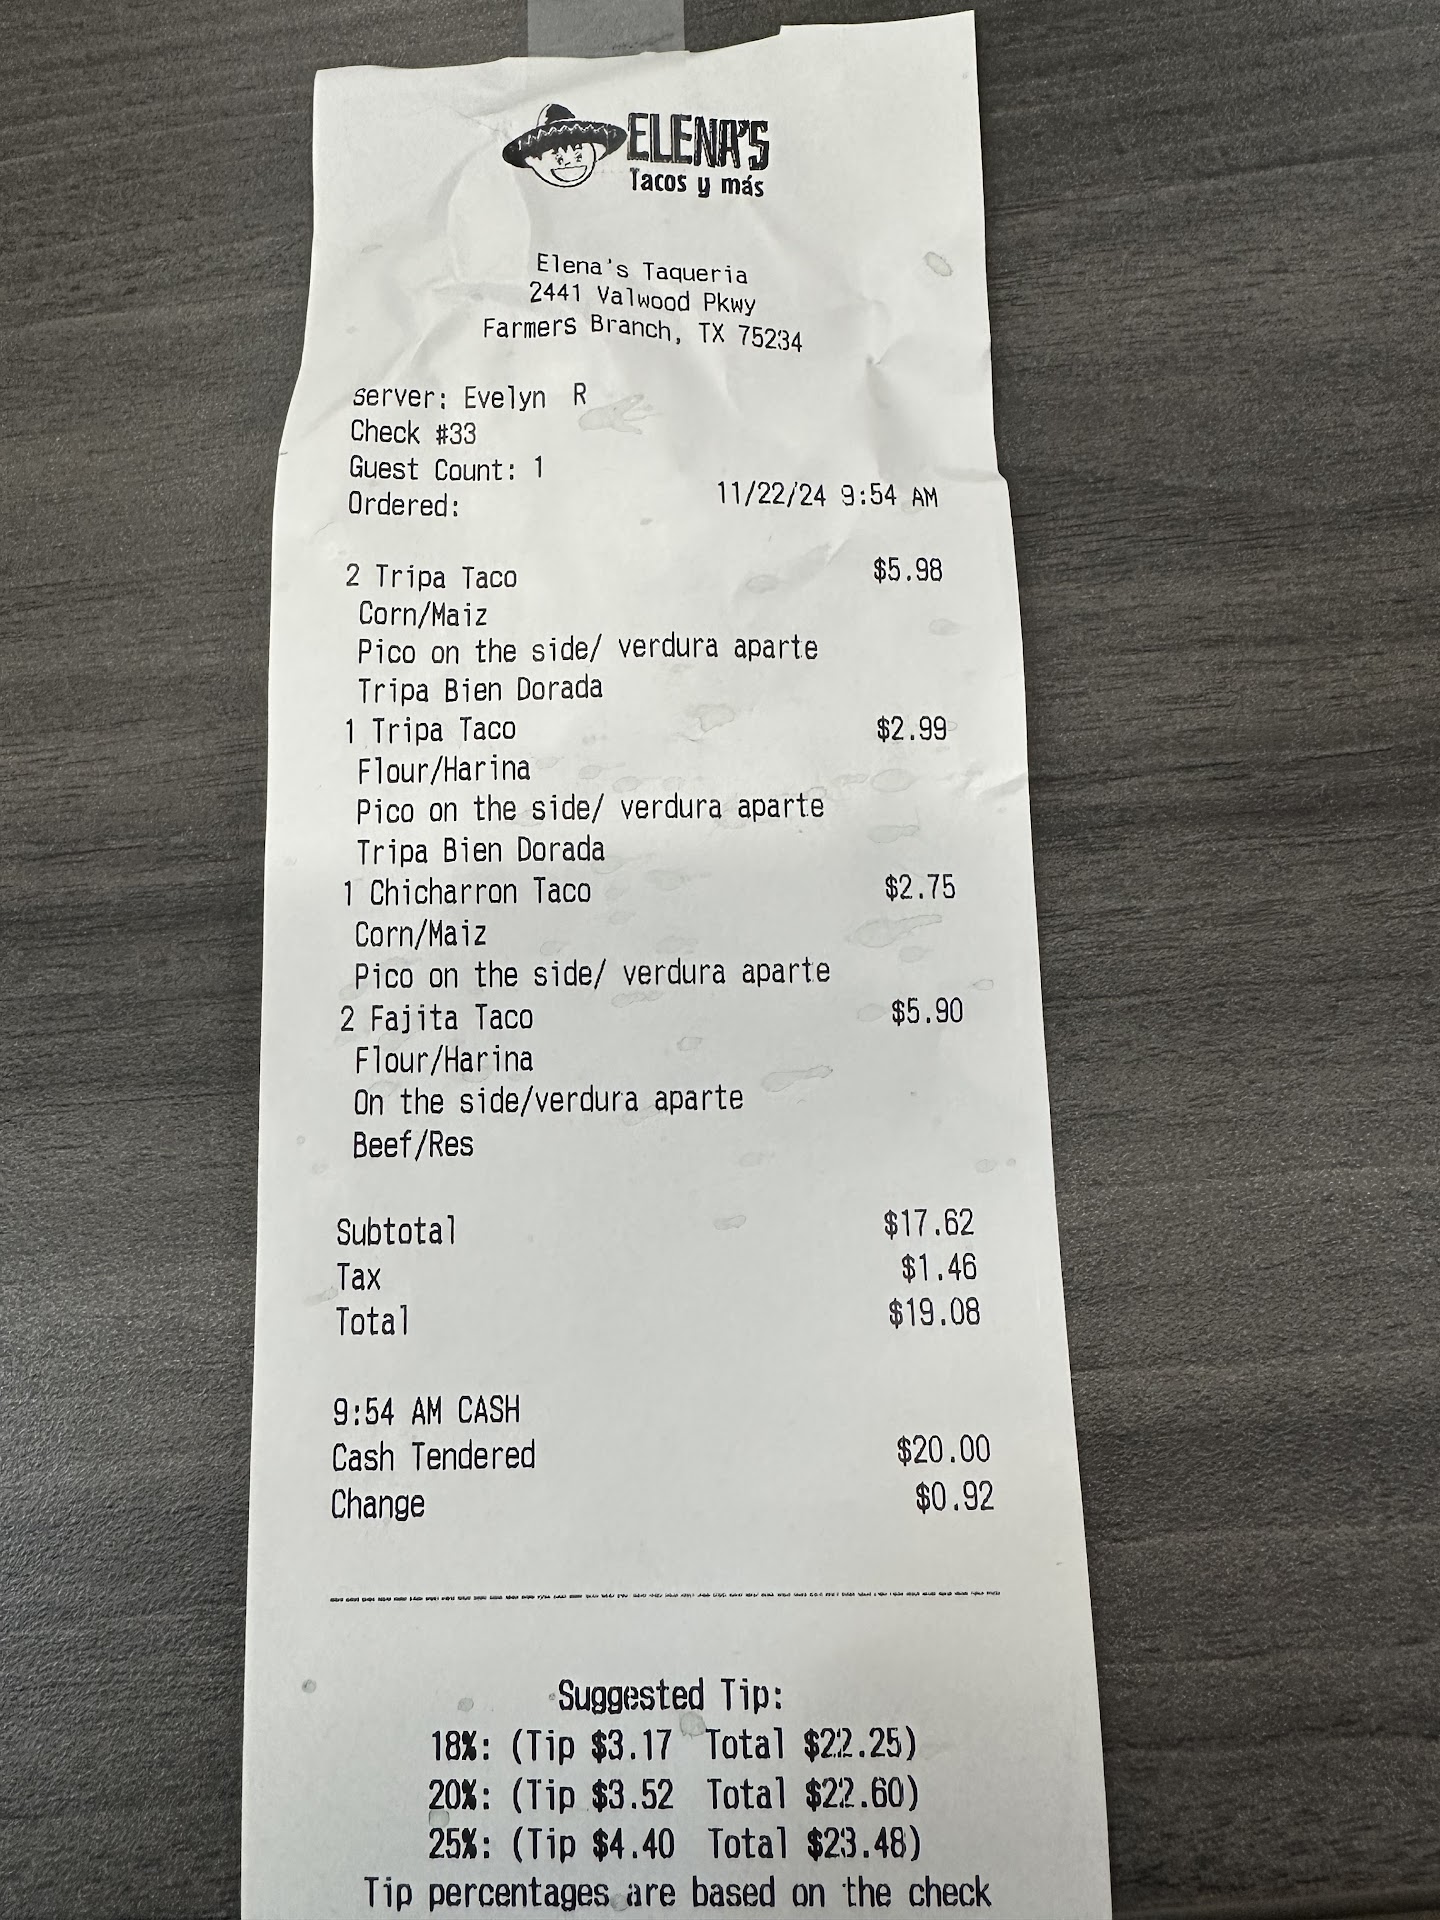 ELENA'S
Tacos y más
Elena's Taqueria
2441 Valwood Pkwy
Farmers Branch, TX 75234
Server: Evelyn R
Check #33
Guest Count: 1
Ordered: 11/22/24 9:54 AM
2 Tripa Taco $5.98
Corn/Maiz
Pico on the side/ verdura aparte
Tripa Bien Dorada
1 Tripa Taco $2.99
Flour/Harina
Pico on the side/ verdura aparte
Tripa Bien Dorada
1 Chicharron Taco $2.75
Corn/Maiz
Pico on the side/ verdura aparte
2 Fajita Taco $5.90
Flour/Harina
On the side/verdura aparte
Beef/Res
Subtotal $17.62
Tax $1.46
Total $19.08
9:54 AM CASH
Cash Tendered $20.00
Change $0.92
Suggested Tip:
18%: (Tip $3.17 Total $22.25)
20%: (Tip $3.52 Total $22.60)
25%: (Tip $4.40 Total $23.48)
Tip percentages are based on the check